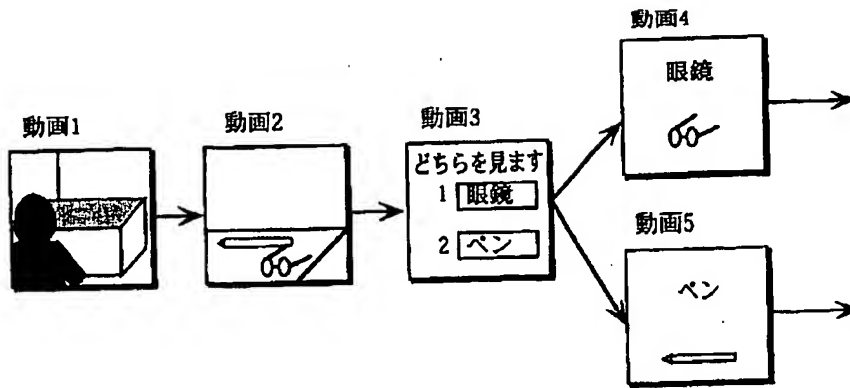 動画1
動画2
動画3
どちらを見ます
1 眼鏡
2 ペン
動画4
眼鏡
動画5
ペン